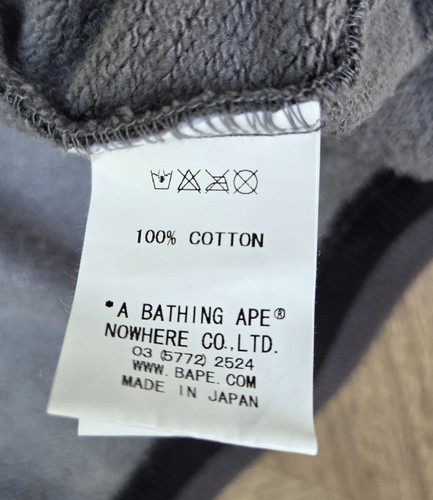 100% COTTON
*A BATHING APE®
NOWHERE CO.,LTD.
03 (5772) 2524
WWW.BAPE.COM
MADE IN JAPAN